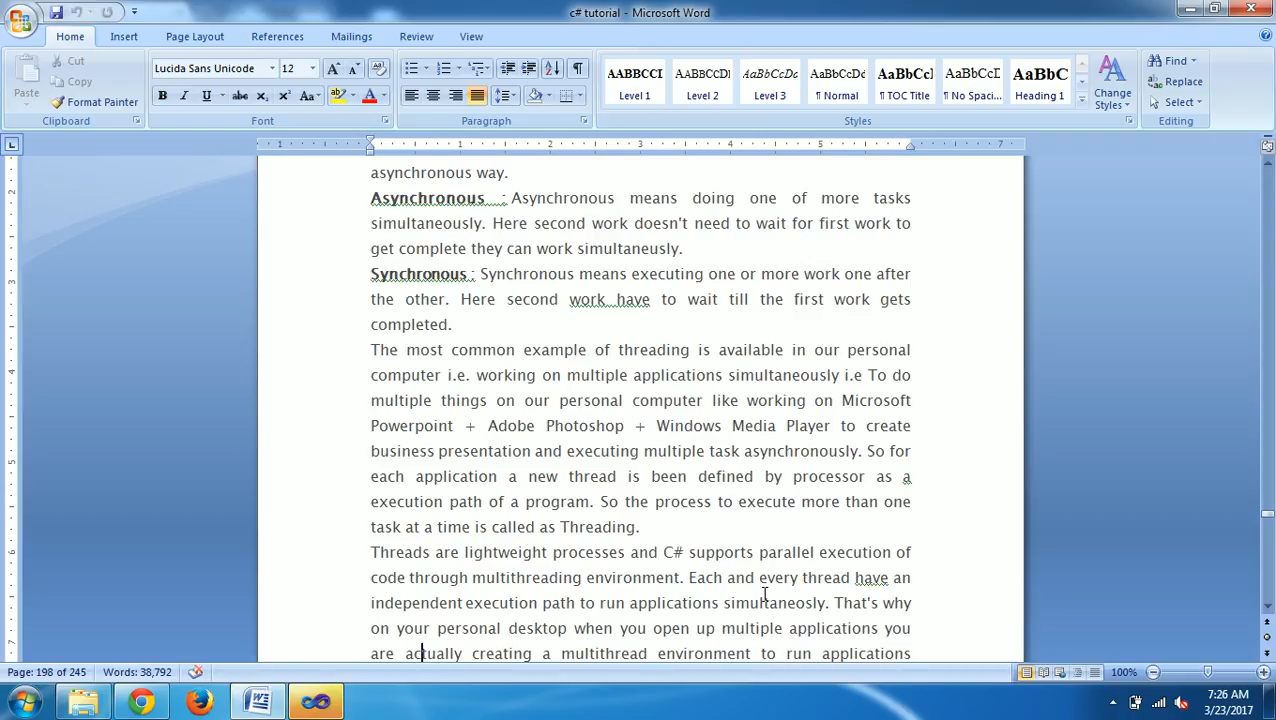 c# tutorial - Microsoft Word
Home Insert Page Layout References Mailings Review View
Paste
Cut
Copy
Format Painter
Clipboard
Lucida Sans Unicode 12
Font
Paragraph
AABBCCI AABBCCDI AaBbCcDc AaBbCcDd AaBbCcI AaBbCcDd AaBbC
Level 1 Level 2 Level 3 ¶ Normal ¶ TOC Title ¶ No Spaci... Heading 1
Change Styles
Styles
Find
Replace
Select
Editing
asynchronous way.
Asynchronous : Asynchronous means doing one of more tasks
simultaneously. Here second work doesn't need to wait for first work to
get complete they can work simultaneusly.
Synchronous : Synchronous means executing one or more work one after
the other. Here second work have to wait till the first work gets
completed.
The most common example of threading is available in our personal
computer i.e. working on multiple applications simultaneously i.e To do
multiple things on our personal computer like working on Microsoft
Powerpoint + Adobe Photoshop + Windows Media Player to create
business presentation and executing multiple task asynchronously. So for
each application a new thread is been defined by processor as a
execution path of a program. So the process to execute more than one
task at a time is called as Threading.
Threads are lightweight processes and C# supports parallel execution of
code through multithreading environment. Each and every thread have an
independent execution path to run applications simultaneosly. That's why
on your personal desktop when you open up multiple applications you
are actually creating a multithread environment to run applications
Page: 198 of 245 Words: 38,792 100%
7:26 AM
3/23/2017